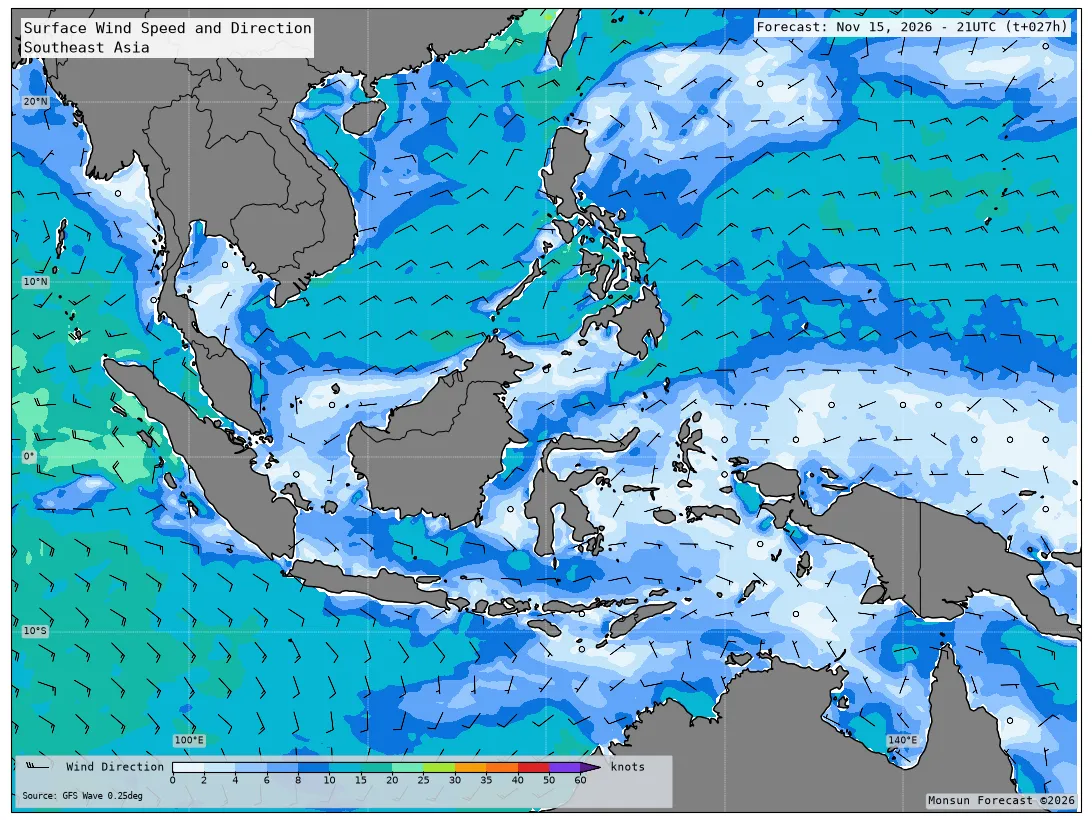 Surface Wind Speed and Direction
Southeast Asia
Forecast: Nov 15, 2026 - 21UTC (t+027h)
20°N
10°N
0°
10°S
100°E
140°E
Wind Direction
0 2 4 6 8 10 15 20 25 30 35 40 50 60
knots
Source: GFS Wave 0.25deg
Monsun Forecast ©2026